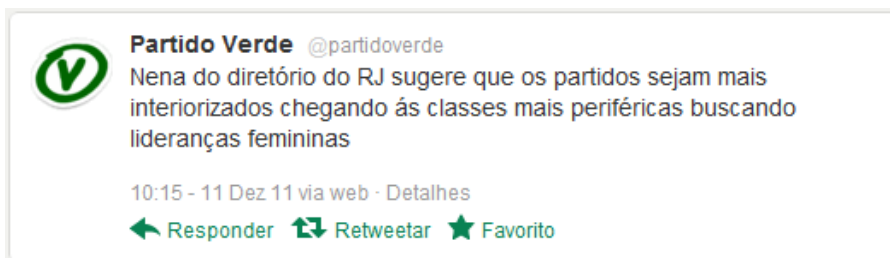 V
Partido Verde @partidoverde
Nena do diretório do RJ sugere que os partidos sejam mais
interiorizados chegando ás classes mais periféricas buscando
lideranças femininas
10:15 - 11 Dez 11 via web · Detalhes
Responder Retweetar Favorito